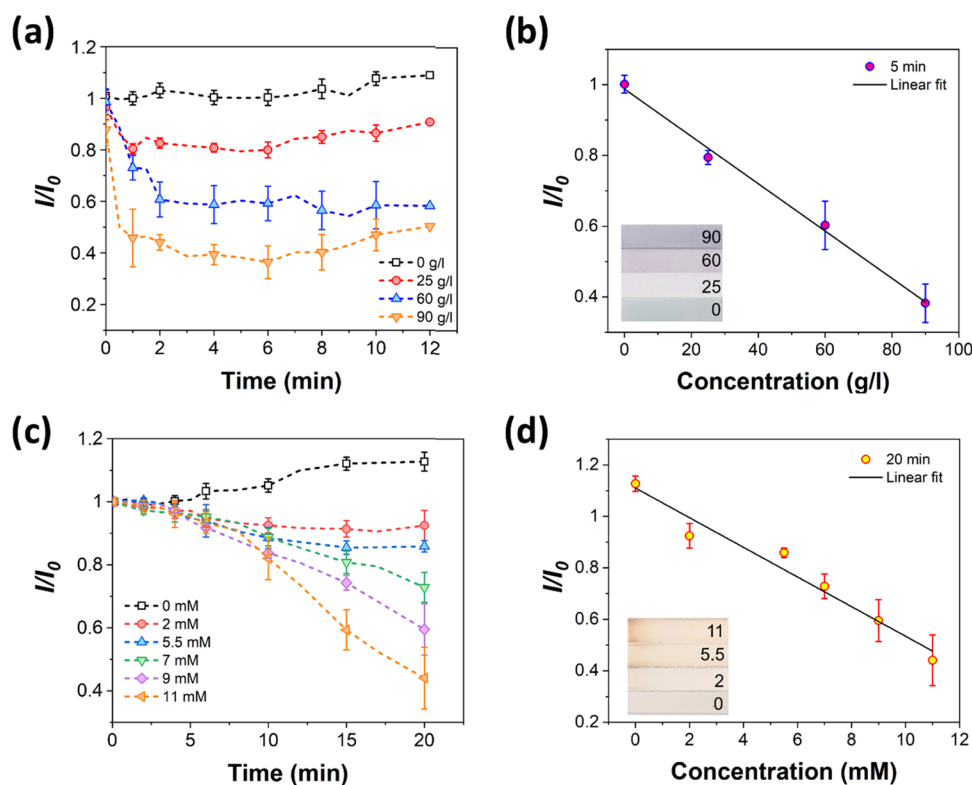 (a)
1.2
1
0.8
0.6
0.4
0.2
I/I0
0 g/l
25 g/l
60 g/l
90 g/l
0 2 4 6 8 10 12
Time (min)
(b)
1
0.8
0.6
0.4
I/I0
5 min
Linear fit
90
60
25
0
0 20 40 60 80 100
Concentration (g/l)
(c)
1.2
1
0.8
0.6
0.4
I/I0
0 mM
2 mM
5.5 mM
7 mM
9 mM
11 mM
0 5 10 15 20
Time (min)
(d)
1.2
1
0.8
0.6
0.4
0.2
I/I0
20 min
Linear fit
11
5.5
2
0
0 2 4 6 8 10 12
Concentration (mM)